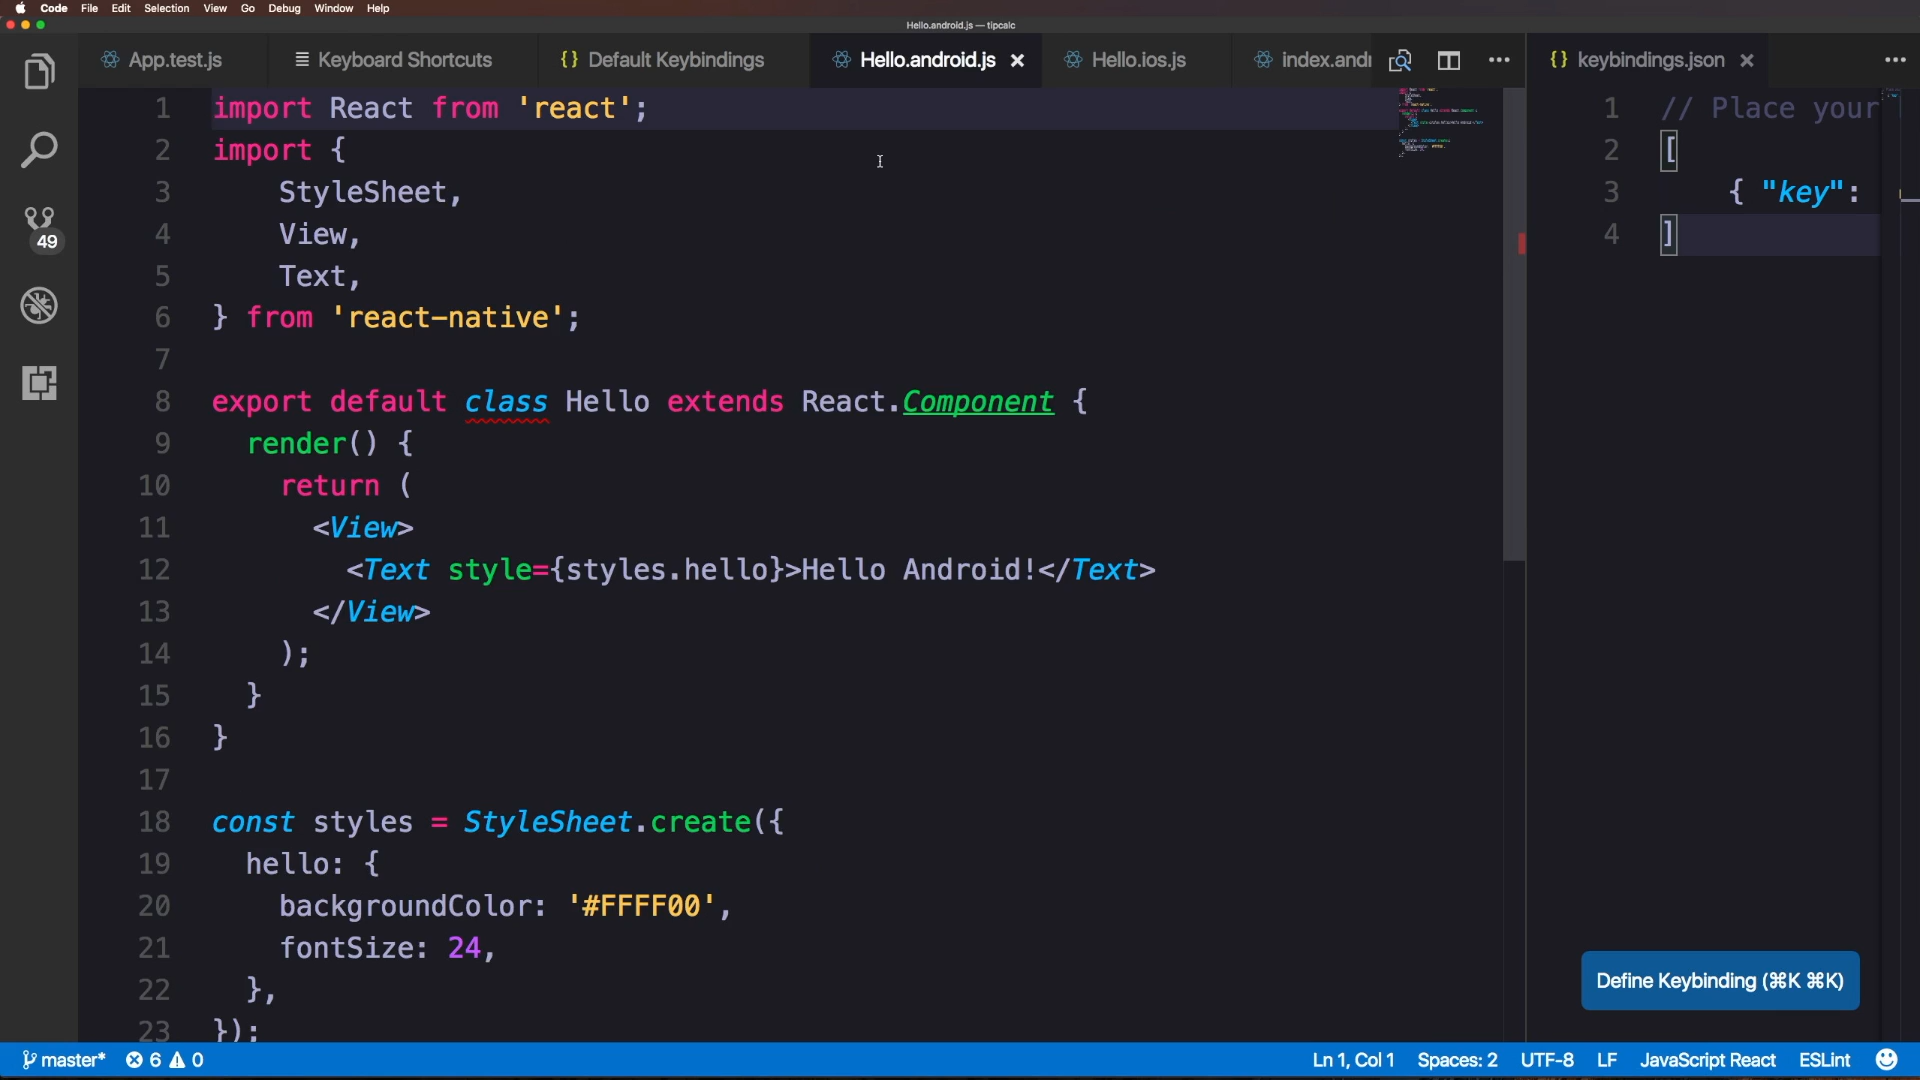 Code File Edit Selection View Go Debug Window Help
Hello.android.js — tipcalc
App.test.js Keyboard Shortcuts {} Default Keybindings Hello.android.js × Hello.ios.js index.andr {} keybindings.json ×
49
1 import React from 'react';
2 import {
3 StyleSheet,
4 View,
5 Text,
6 } from 'react-native';
7
8 export default class Hello extends React.Component {
9 render() {
10 return (
11 <View>
12 <Text style={styles.hello}>Hello Android!</Text>
13 </View>
14 );
15 }
16 }
17
18 const styles = StyleSheet.create({
19 hello: {
20 backgroundColor: '#FFFF00',
21 fontSize: 24,
22 },
23 });
1 // Place your
2 [
3 { "key":
4 ]
Define Keybinding (⌘K ⌘K)
master* 6 0 Ln 1, Col 1 Spaces: 2 UTF-8 LF JavaScript React ESLint